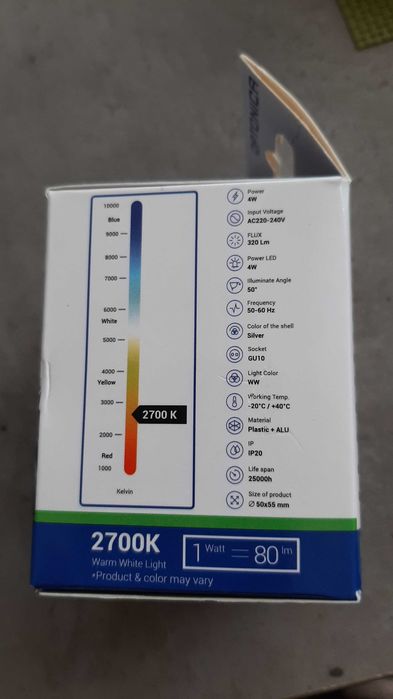 OPTONICA
10000
Blue
9000
8000
7000
6000
White
5000
4000
Yellow
3000
2700 K
2000
Red
1000
Kelvin
Power
4W
Input Voltage
AC220-240V
FLUX
320 Lm
Power LED
4W
Illuminate Angle
50°
Frequency
50-60 Hz
Color of the shell
Silver
Socket
GU10
Light Color
WW
Working Temp.
-20°C / +40°C
Material
Plastic + ALU
IP
IP20
Life span
25000h
Size of product
Ø 50x55 mm
2700K
Warm White Light
*Product & color may vary
1 Watt = 80 lm